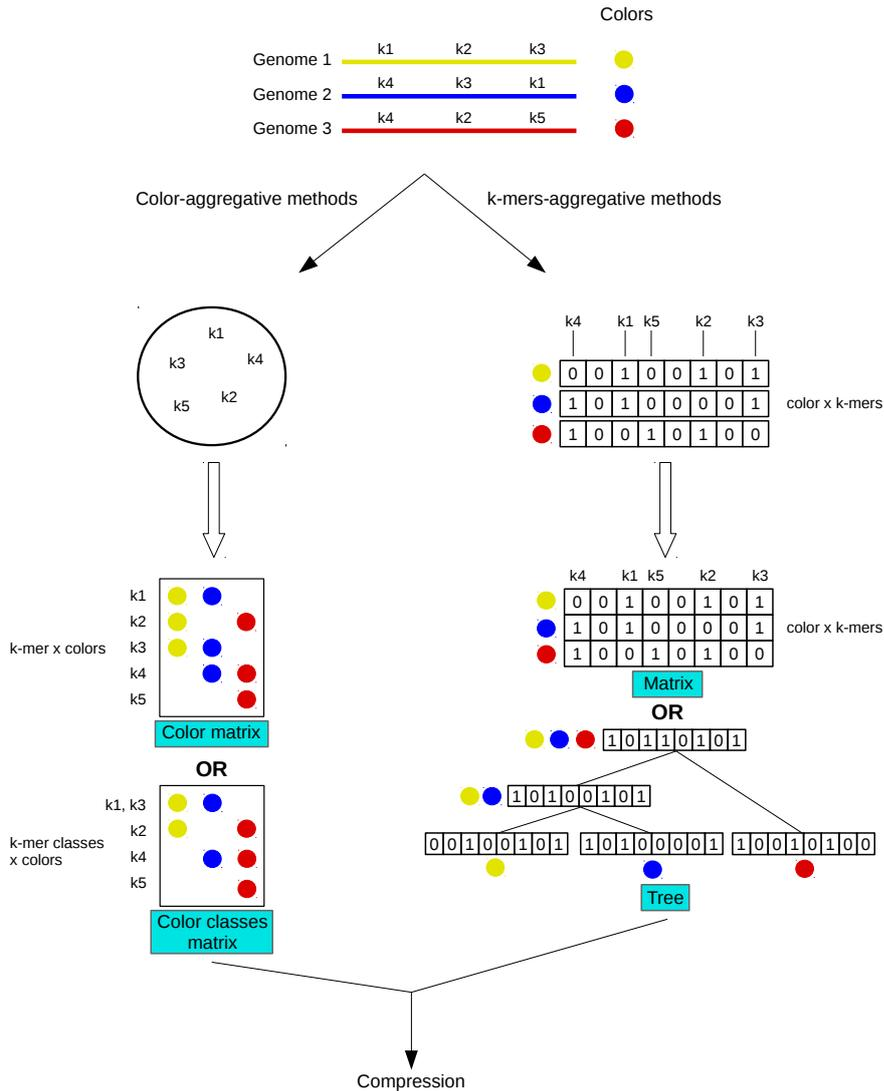 Colors
k1 k2 k3
Genome 1
k4 k3 k1
Genome 2
k4 k2 k5
Genome 3
Color-aggregative methods k-mers-aggregative methods
k1
k3 k4
k2
k5
k4 k1 k5 k2 k3
0 0 1 0 0 1 0 1
1 0 1 0 0 0 0 1
color x k-mers
1 0 0 1 0 1 0 0
k1
k2
k-mer x colors k3
k4
k5
Color matrix
OR
k1, k3
k2
k-mer classes
x colors
k4
k5
Color classes
matrix
k4 k1 k5 k2 k3
0 0 1 0 0 1 0 1
1 0 1 0 0 0 0 1
color x k-mers
1 0 0 1 0 1 0 0
Matrix
OR
1 0 1 1 0 1 0 1
1 0 1 0 0 1 0 1
0 0 1 0 0 1 0 1 1 0 1 0 0 0 0 1 1 0 0 1 0 1 0 0
Tree
Compression